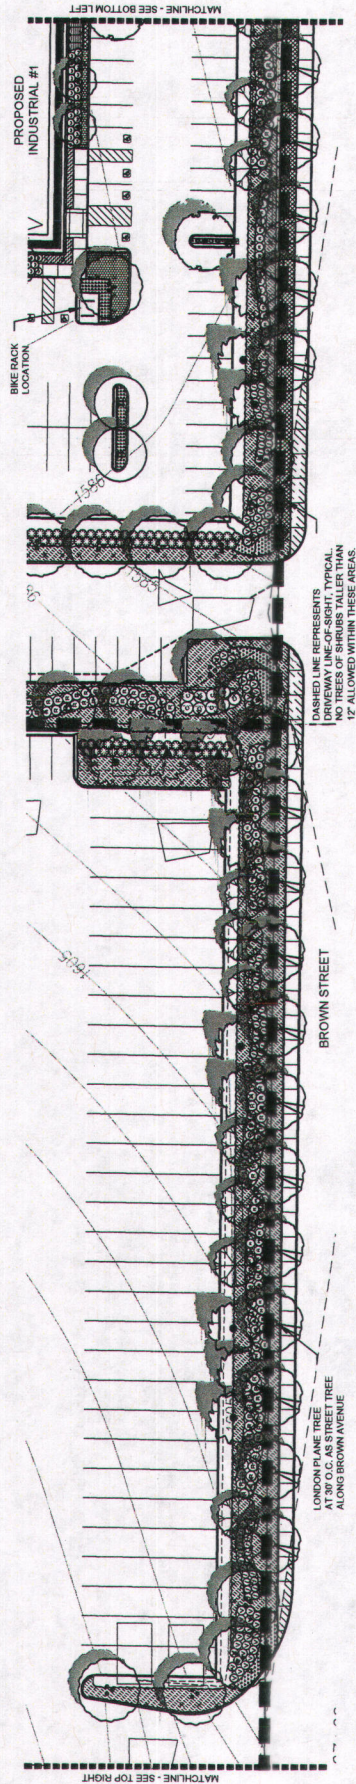 MATCHLINE - SEE BOTTOM LEFT
PROPOSED
INDUSTRIAL #1
BIKE RACK
LOCATION.
1586
DASHED LINE REPRESENTS
DRIVEWAY LINE-OF-SIGHT, TYPICAL.
NO TREES OF SHRUBS TALLER THAN
12" ALLOWED WITHIN THESE AREAS.
1605
BROWN STREET
LONDON PLANE TREE
AT 30' O.C. AS STREET TREE
ALONG BROWN AVENUE
MATCHLINE - SEE TOP RIGHT